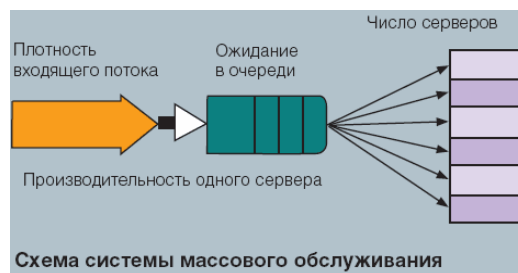 Число серверов
Плотность
входящего потока
Ожидание
в очереди
Производительность одного сервера
Схема системы массового обслуживания